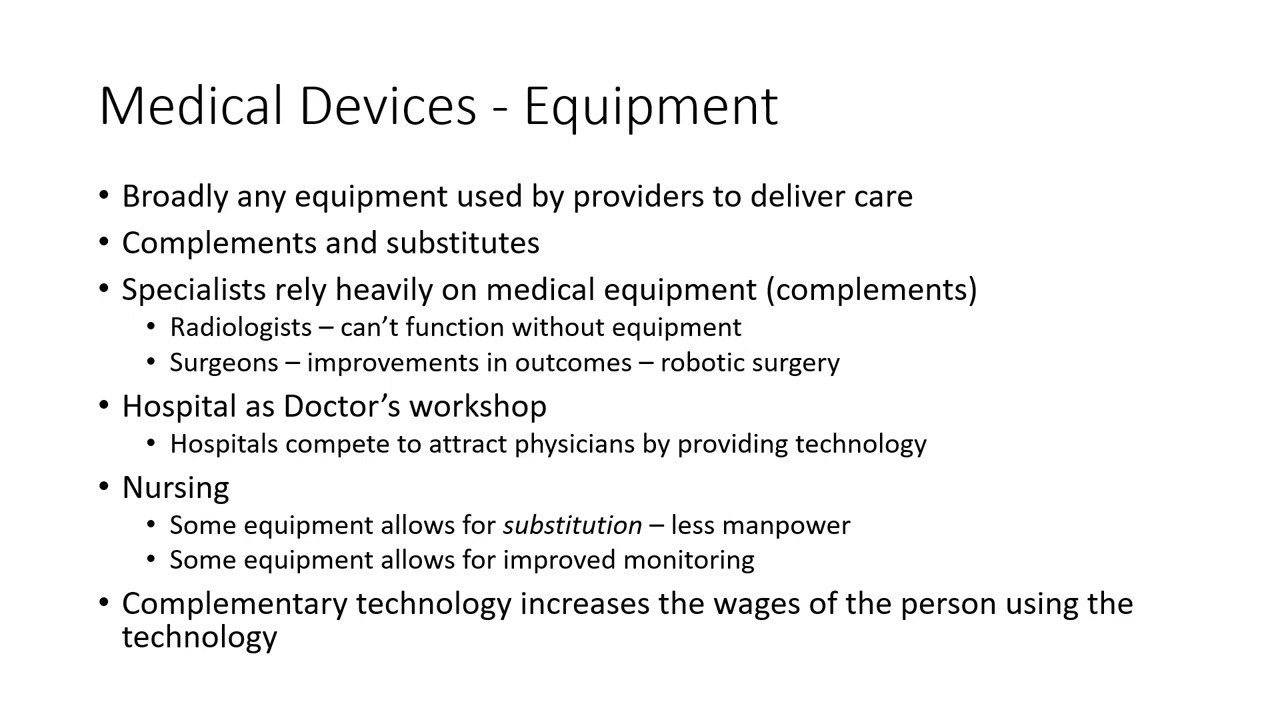 Medical Devices - Equipment
• Broadly any equipment used by providers to deliver care
• Complements and substitutes
• Specialists rely heavily on medical equipment (complements)
• Radiologists – can’t function without equipment
• Surgeons – improvements in outcomes – robotic surgery
• Hospital as Doctor’s workshop
• Hospitals compete to attract physicians by providing technology
• Nursing
• Some equipment allows for substitution – less manpower
• Some equipment allows for improved monitoring
• Complementary technology increases the wages of the person using the
technology